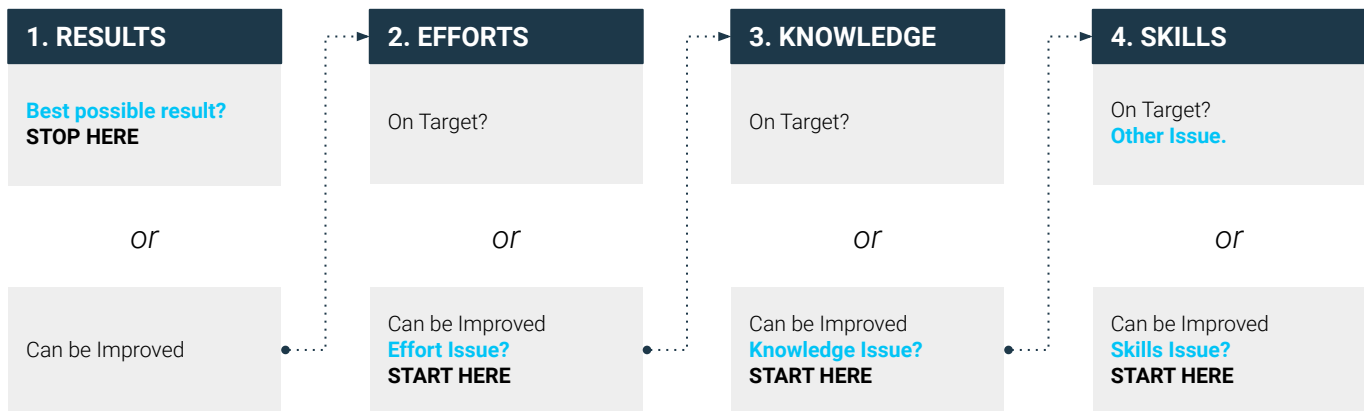 1. RESULTS
Best possible result?
STOP HERE
or
Can be Improved
2. EFFORTS
On Target?
or
Can be Improved
Effort Issue?
START HERE
3. KNOWLEDGE
On Target?
or
Can be Improved
Knowledge Issue?
START HERE
4. SKILLS
On Target?
Other Issue.
or
Can be Improved
Skills Issue?
START HERE